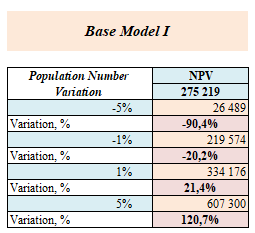 Base Model I
Population Number NPV
Variation 275 219
-5% 26 489
Variation, % -90,4%
-1% 219 574
Variation, % -20,2%
1% 334 176
Variation, % 21,4%
5% 607 300
Variation, % 120,7%